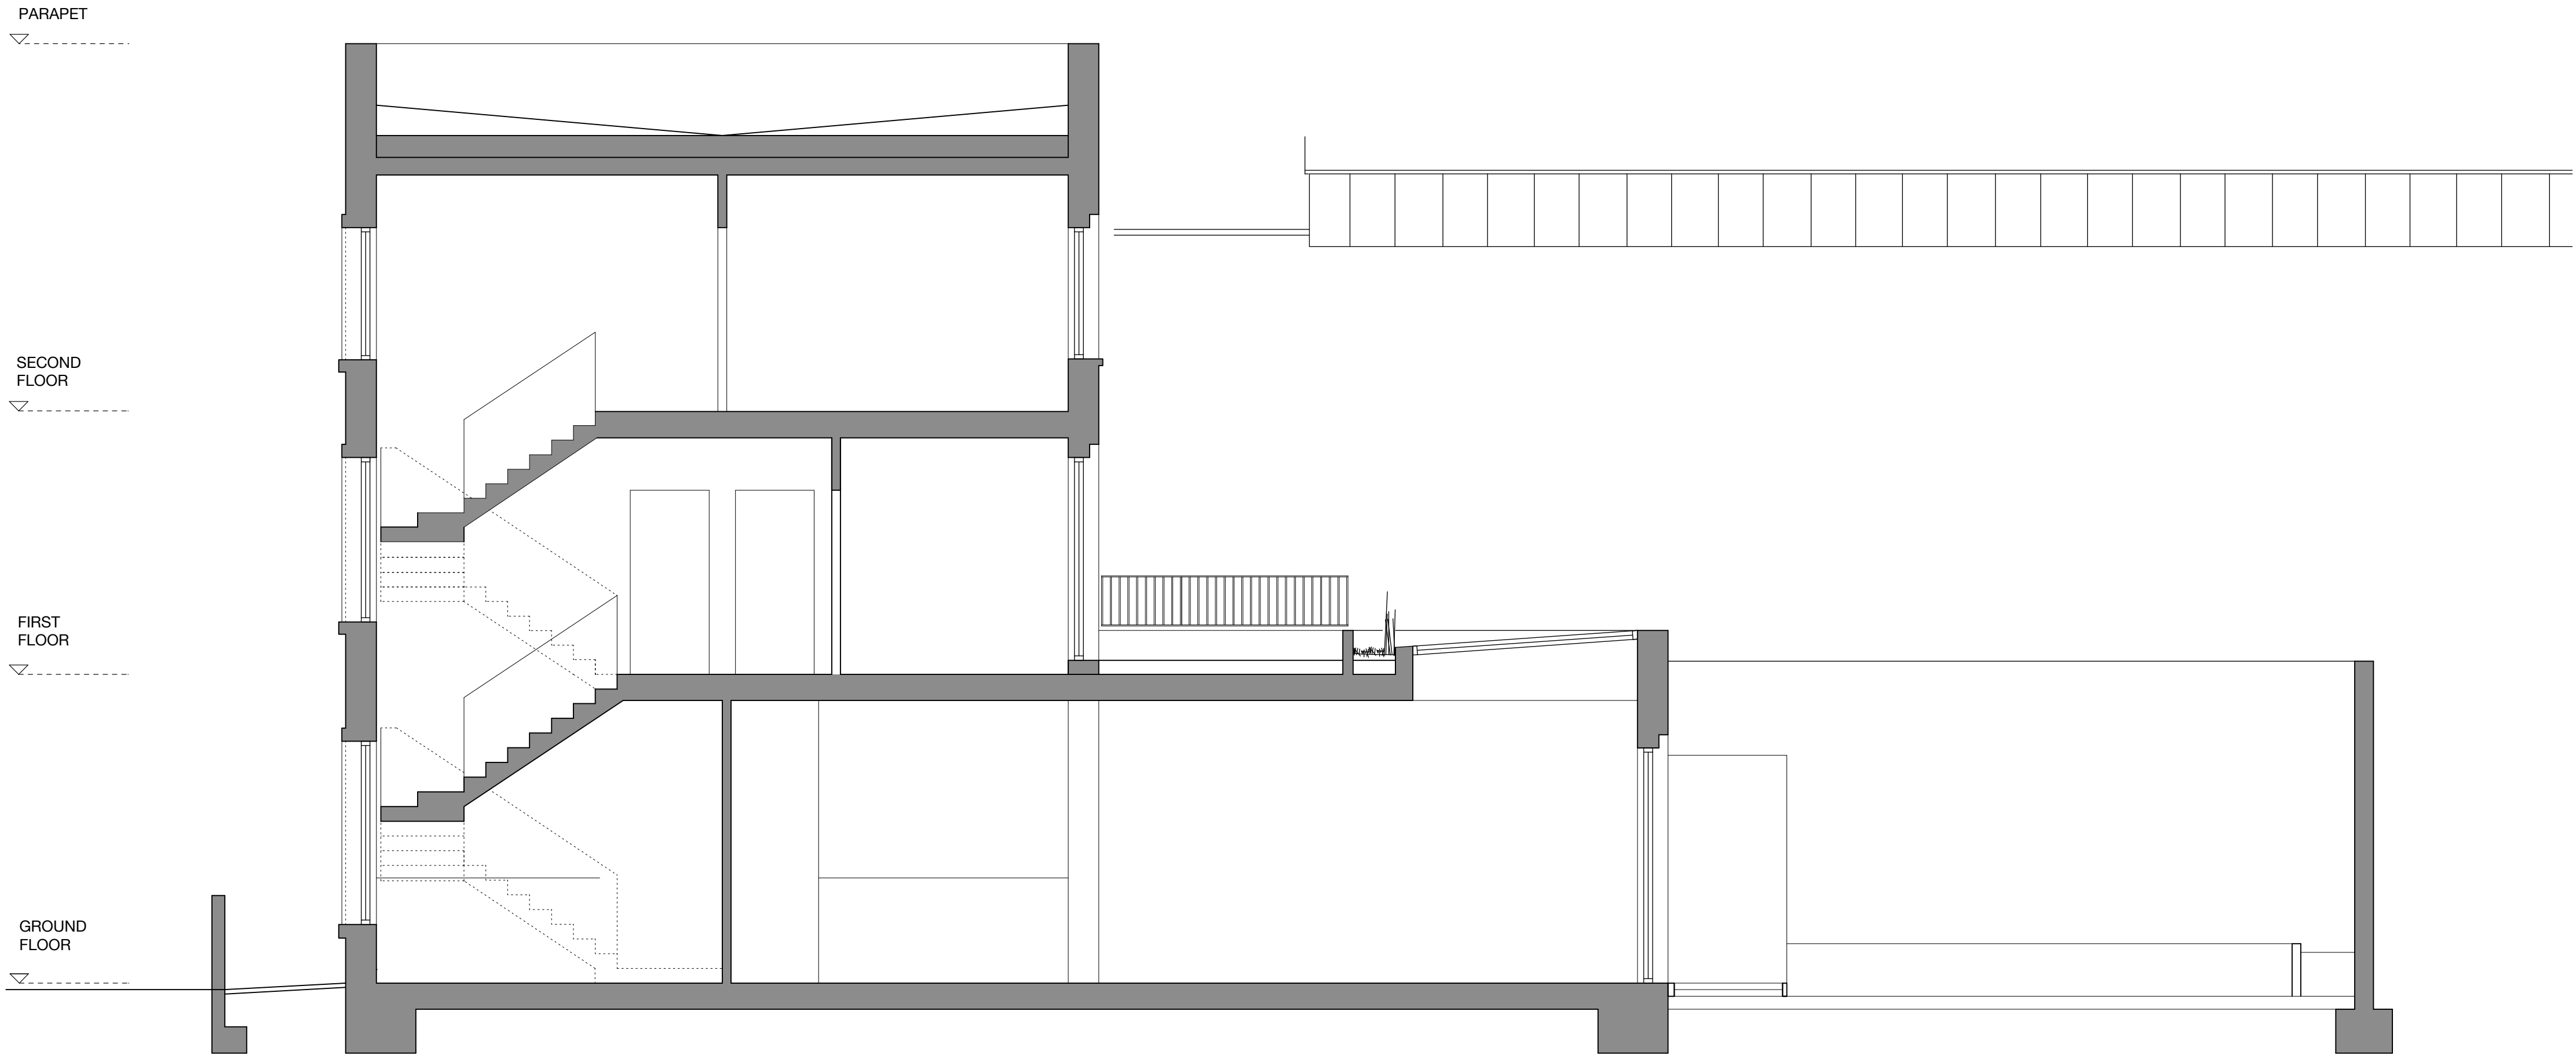 PARAPET
SECOND
FLOOR
FIRST
FLOOR
GROUND
FLOOR